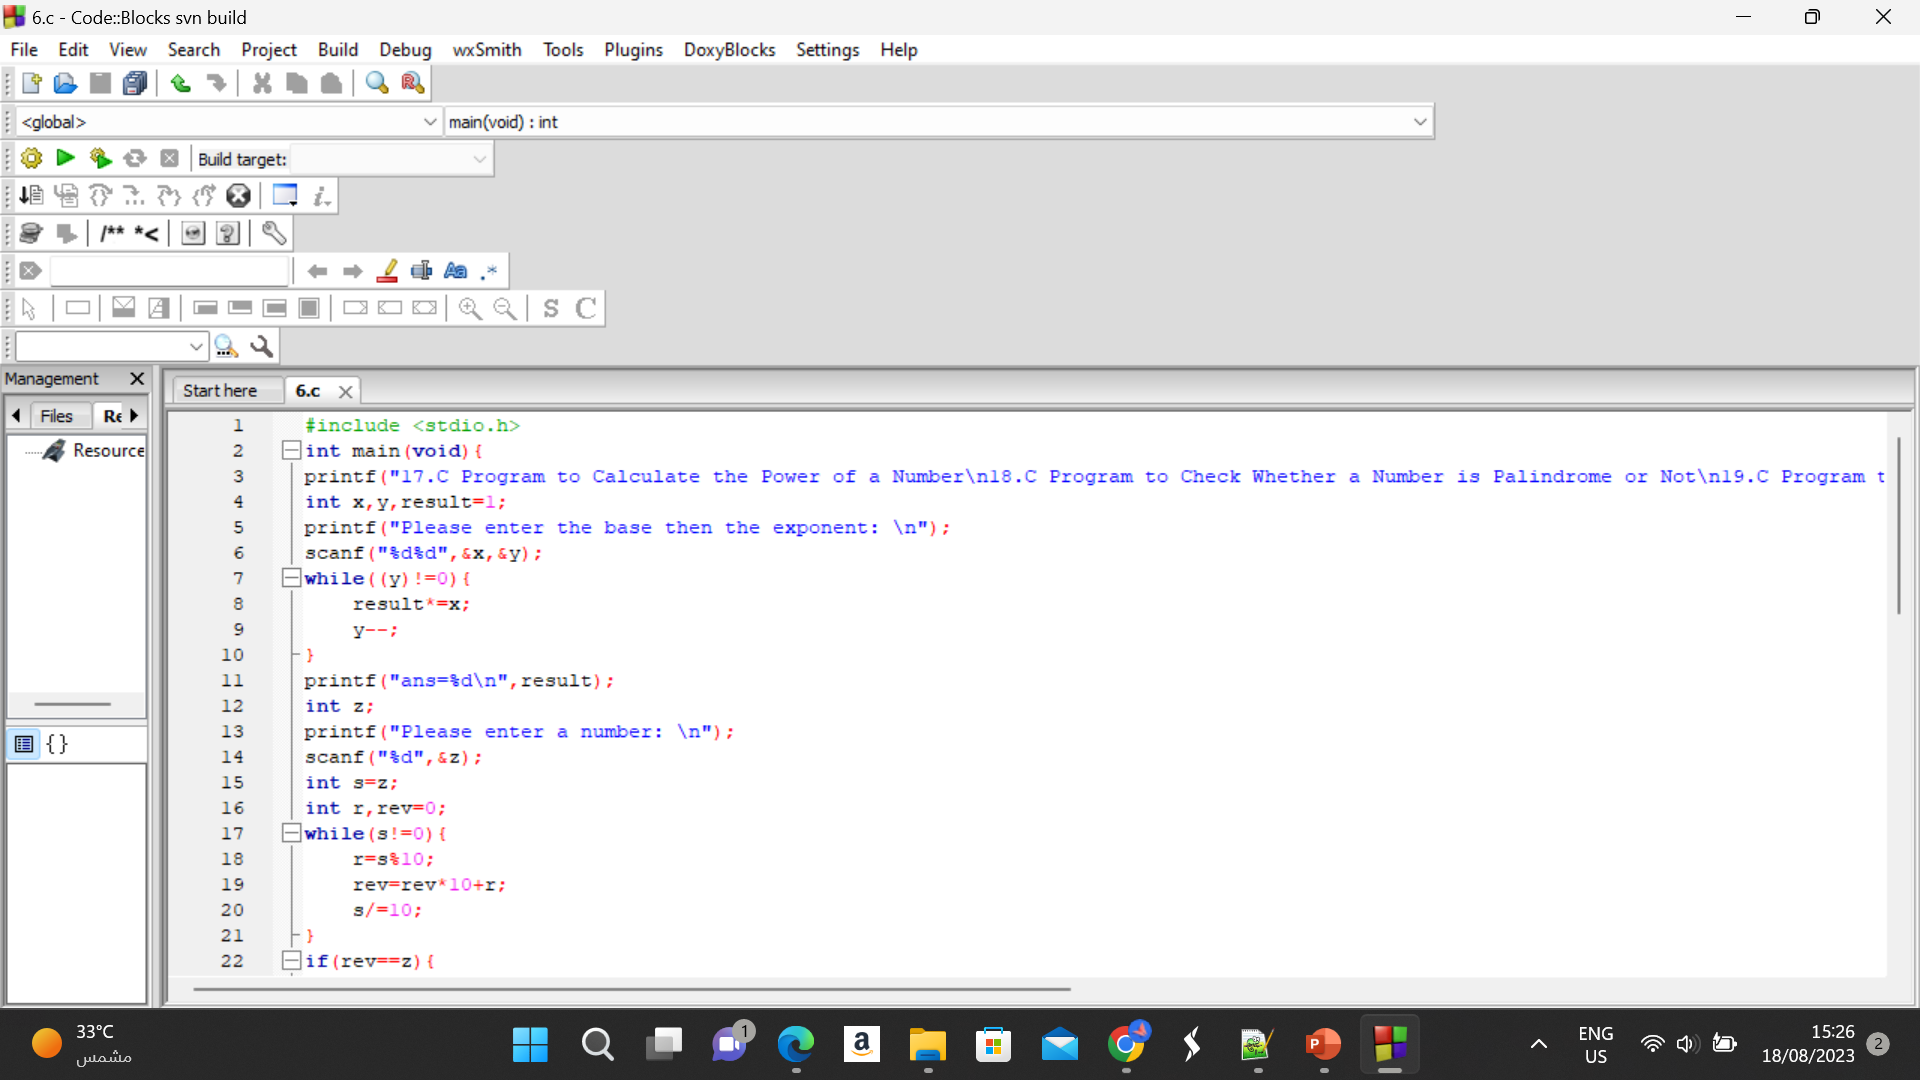 6.c - Code::Blocks svn build
File Edit View Search Project Build Debug wxSmith Tools Plugins DoxyBlocks Settings Help
<global> main(void) : int
Build target:
/** *<
Aa .*
S C
Management
Start here 6.c
Files Re
Resource
1 #include <stdio.h>
2 int main(void){
3 printf("17.C Program to Calculate the Power of a Number\n18.C Program to Check Whether a Number is Palindrome or Not\n19.C Program t
4 int x,y,result=1;
5 printf("Please enter the base then the exponent: \n");
6 scanf("%d%d",&x,&y);
7 while((y)!=0){
8 result*=x;
9 y--;
10 }
11 printf("ans=%d\n",result);
12 int z;
13 printf("Please enter a number: \n");
14 scanf("%d",&z);
15 int s=z;
16 int r,rev=0;
17 while(s!=0){
18 r=s%10;
19 rev=rev*10+r;
20 s/=10;
21 }
22 if(rev==z){
{}
33°C
مشمس
1
a
P
ENG
US
15:26
18/08/2023
2